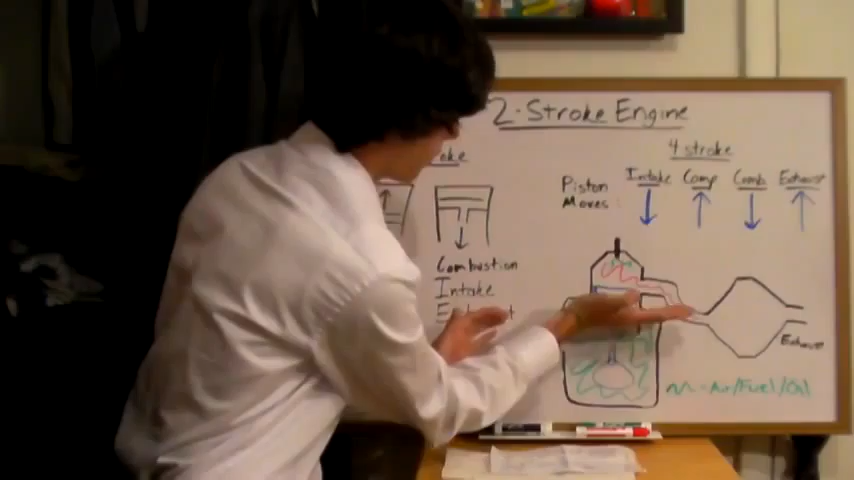 2-Stroke Engine
4 stroke
Intake Comp Comb Exhaust
Piston
Moves:
Combustion
Intake
Exhaust
~ - Air/Fuel/Oil